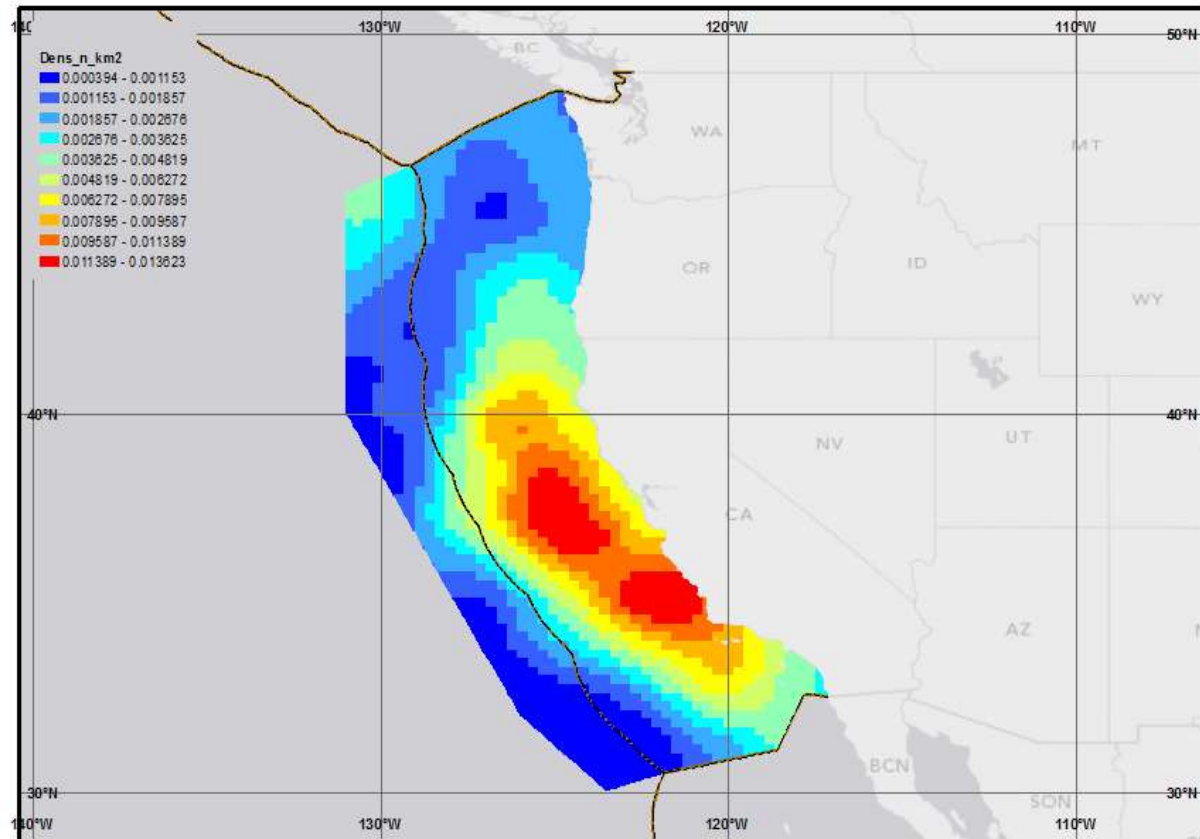 14(
130°W
120°W
110°W
50°N
Dens_n_km2
0.000394 - 0.001153
0.001153 - 0.001857
0.001857 - 0.002676
0.002676 - 0.003625
0.003625 - 0.004819
0.004819 - 0.006272
0.006272 - 0.007895
0.007895 - 0.009587
0.009587 - 0.011389
0.011389 - 0.013623
BC
WA
MT
OR
ID
WY
40°N
40°N
NV
UT
CA
AZ
BCN
SON
30°N
30°N
140°W
130°W
120°W
110°W